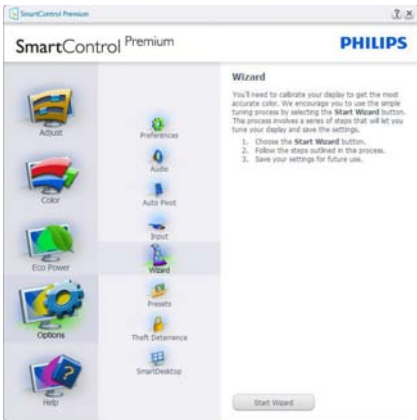 SmartControl Premium
SmartControl Premium
PHILIPS
Adjust
Color
Eco Power
Options
Help
Preferences
Audio
Auto Pivot
Input
Wizard
Presets
Theft Deterrence
SmartDesktop
Wizard
You'll need to calibrate your display to get the most
accurate color. We encourage you to use the simple
tuning process by selecting the Start Wizard button.
The process involves a series of steps that will let you
tune your display and save the settings.
1. Choose the Start Wizard button.
2. Follow the steps outlined in the process.
3. Save your settings for future use.
Start Wizard